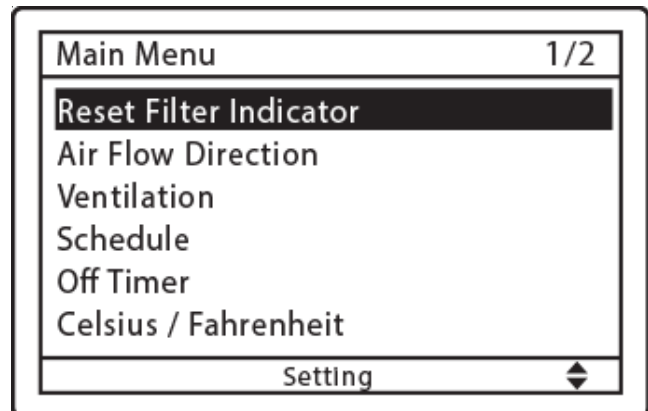 Main Menu 1/2
Reset Filter Indicator
Air Flow Direction
Ventilation
Schedule
Off Timer
Celsius / Fahrenheit
Setting